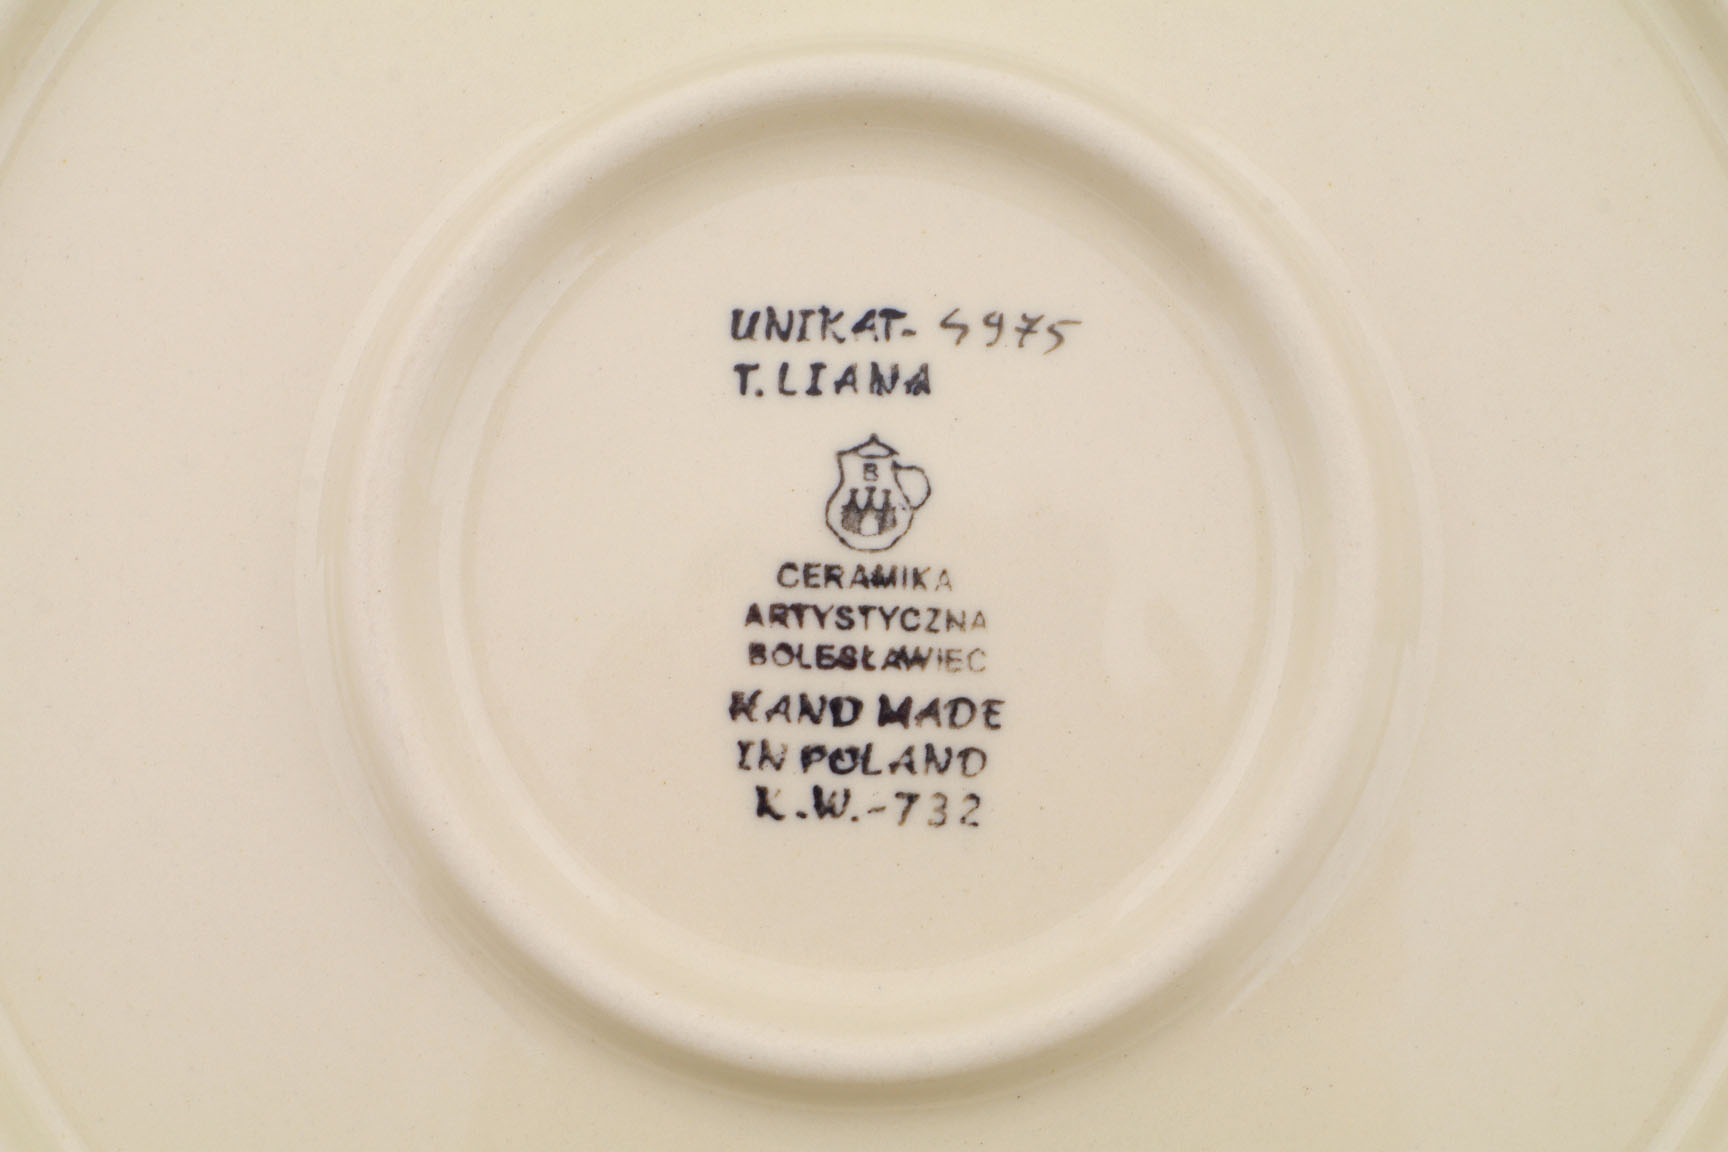 UNIKAT- 4975
T. LIANA
B
CERAMIKA
ARTYSTYCZNA
BOLESŁAWIEC
HAND MADE
IN POLAND
K.W.-732